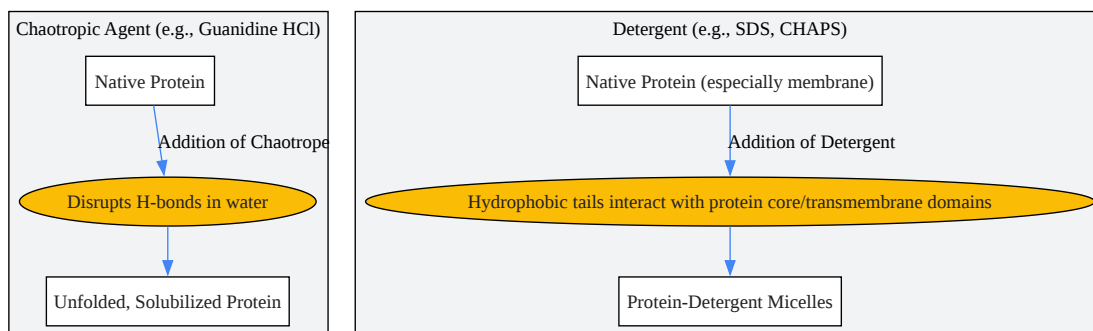 Chaotropic Agent (e.g., Guanidine HCl)
Native Protein
Addition of Chaotrope
Disrupts H-bonds in water
Unfolded, Solubilized Protein
Detergent (e.g., SDS, CHAPS)
Native Protein (especially membrane)
Addition of Detergent
Hydrophobic tails interact with protein core/transmembrane domains
Protein-Detergent Micelles